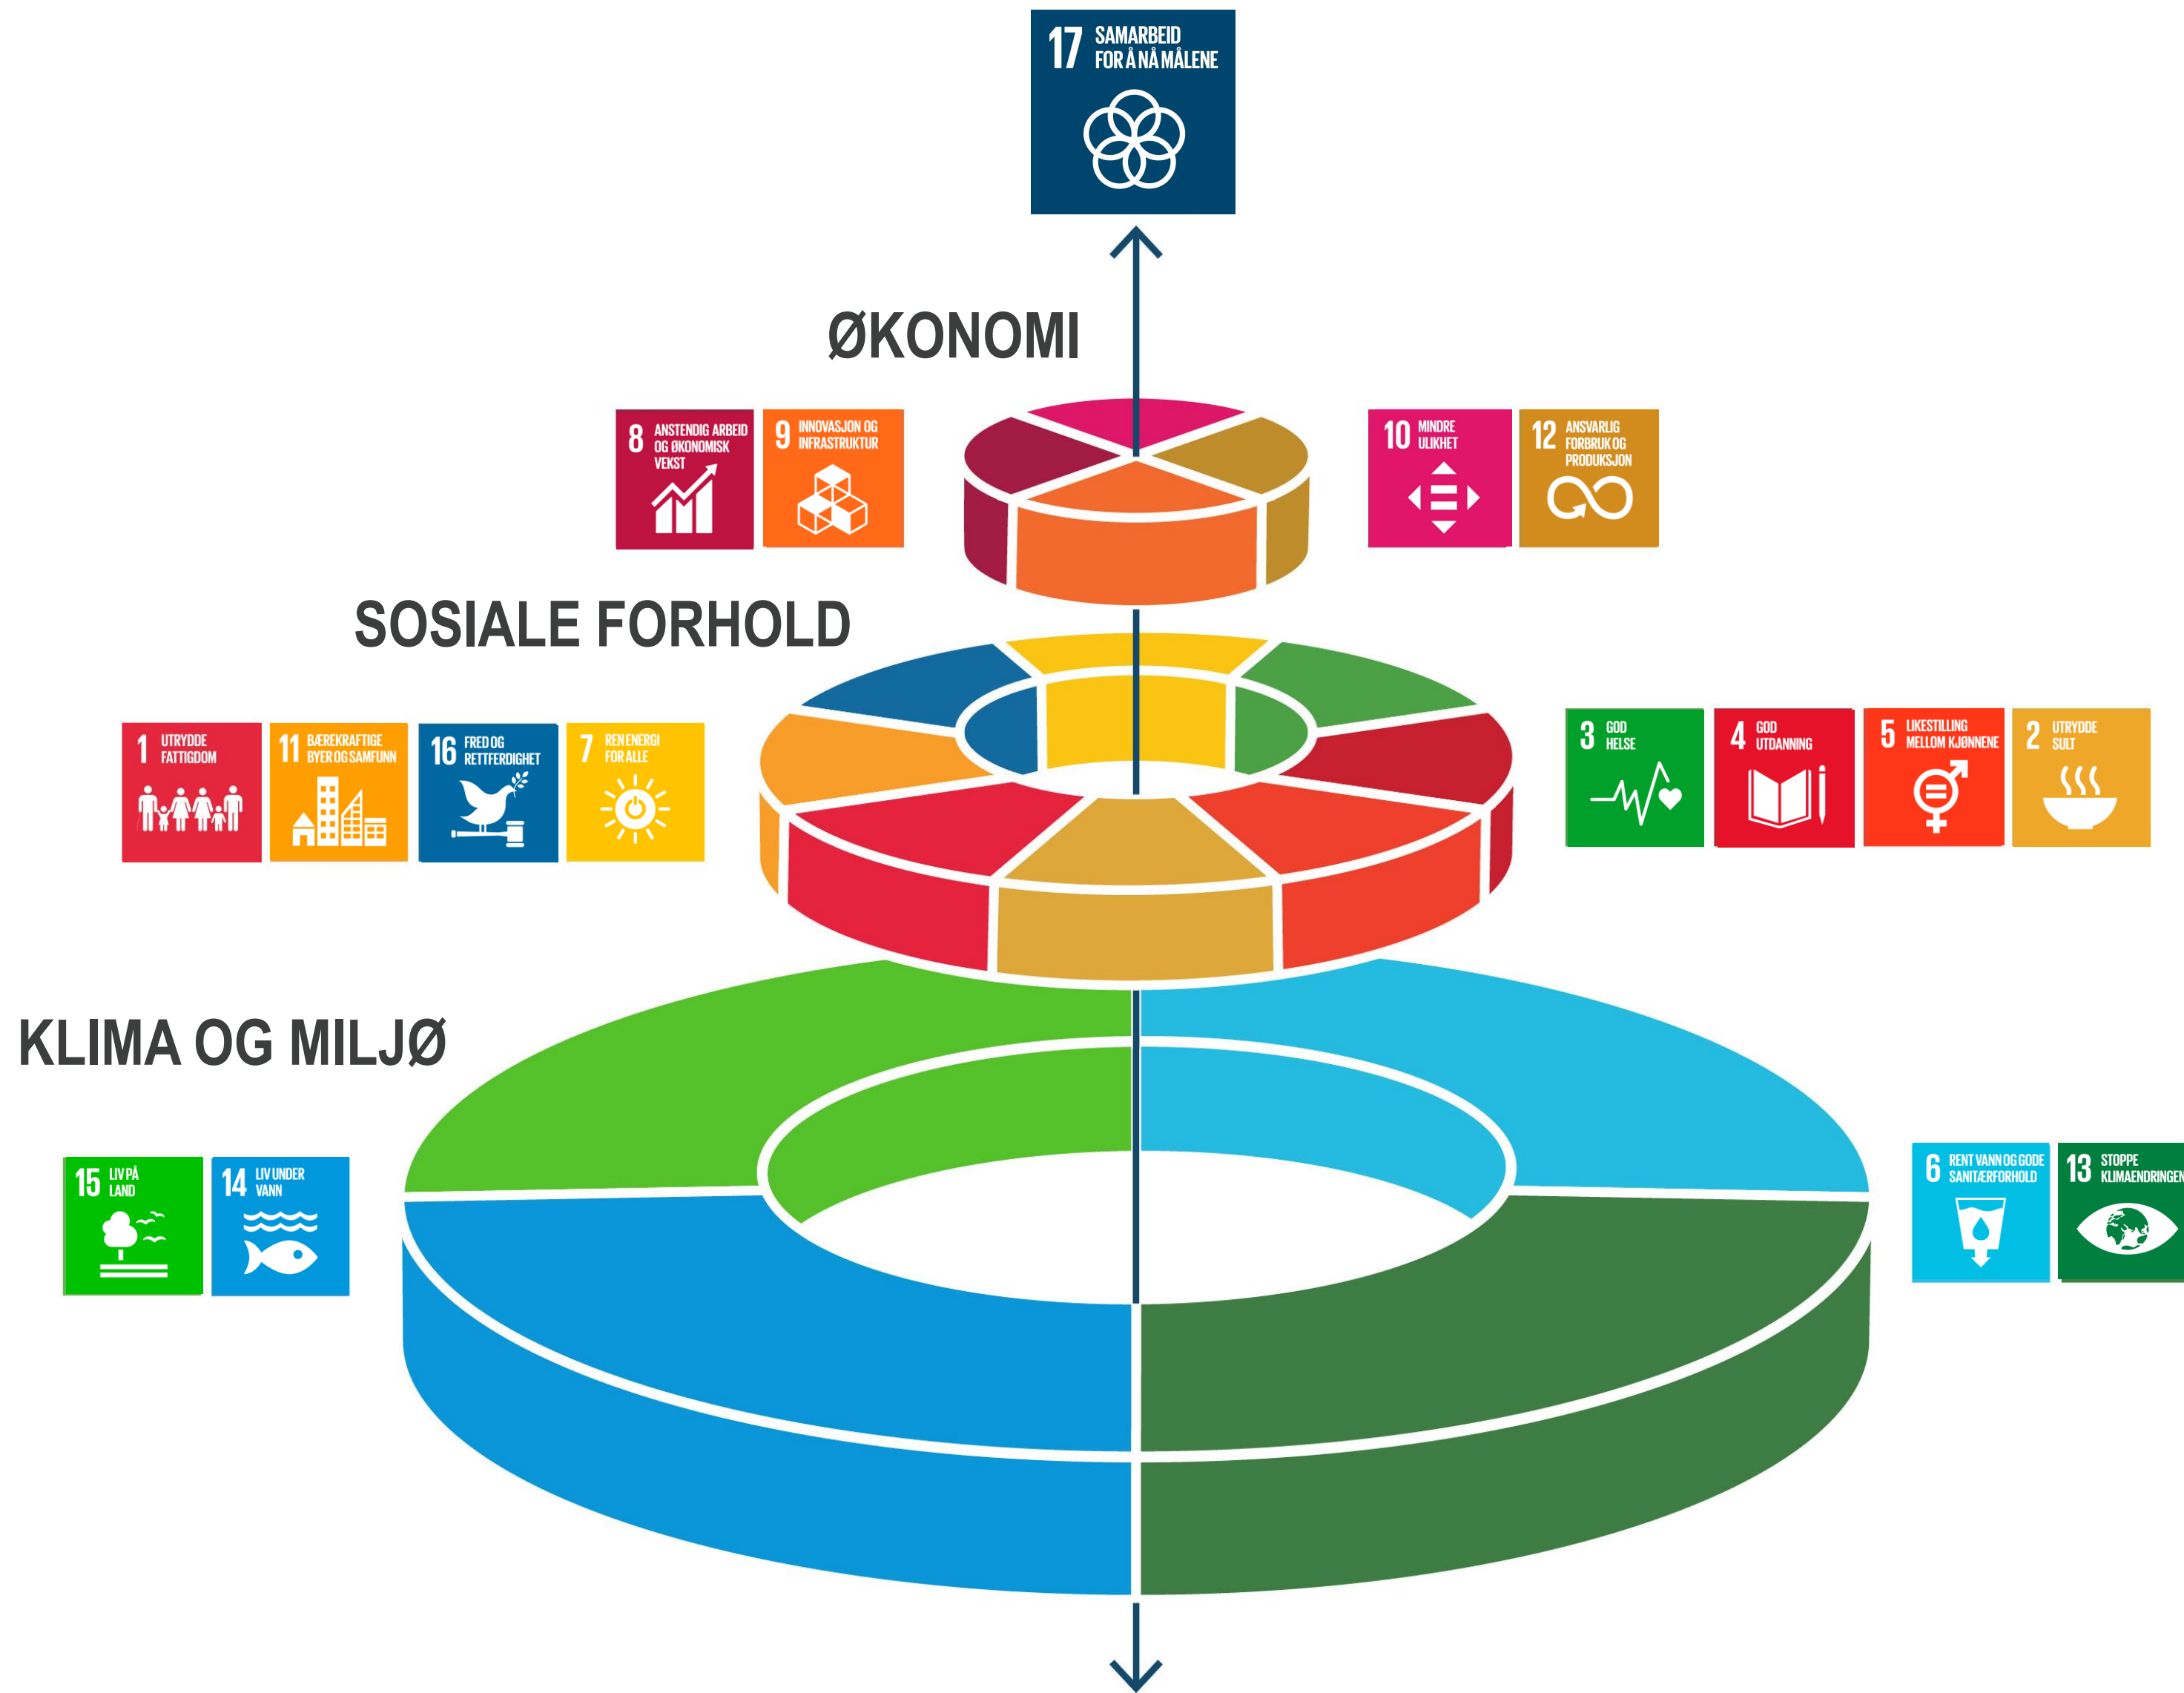 17 SAMARBEID
FOR Å NÅ MÅLENE
ØKONOMI
8 ANSTENDIG ARBEID
OG ØKONOMISK
VEKST
9 INNOVASJON OG
INFRASTRUKTUR
10 MINDRE
ULIKHET
12 ANSVARLIG
FORBRUK OG
PRODUKSJON
SOSIALE FORHOLD
1 UTRYDDE
FATTIGDOM
11 BÆREKRAFTIGE
BYER OG SAMFUNN
16 FRED OG
RETTFERDIGHET
7 REN ENERGI
FOR ALLE
3 GOD
HELSE
4 GOD
UTDANNING
5 LIKESTILLING
MELLOM KJØNNENE
2 UTRYDDE
SULT
KLIMA OG MILJØ
15 LIV PÅ
LAND
14 LIV UNDER
VANN
6 RENT VANN OG GODE
SANITÆRFORHOLD
13 STOPPE
KLIMAENDRINGEN